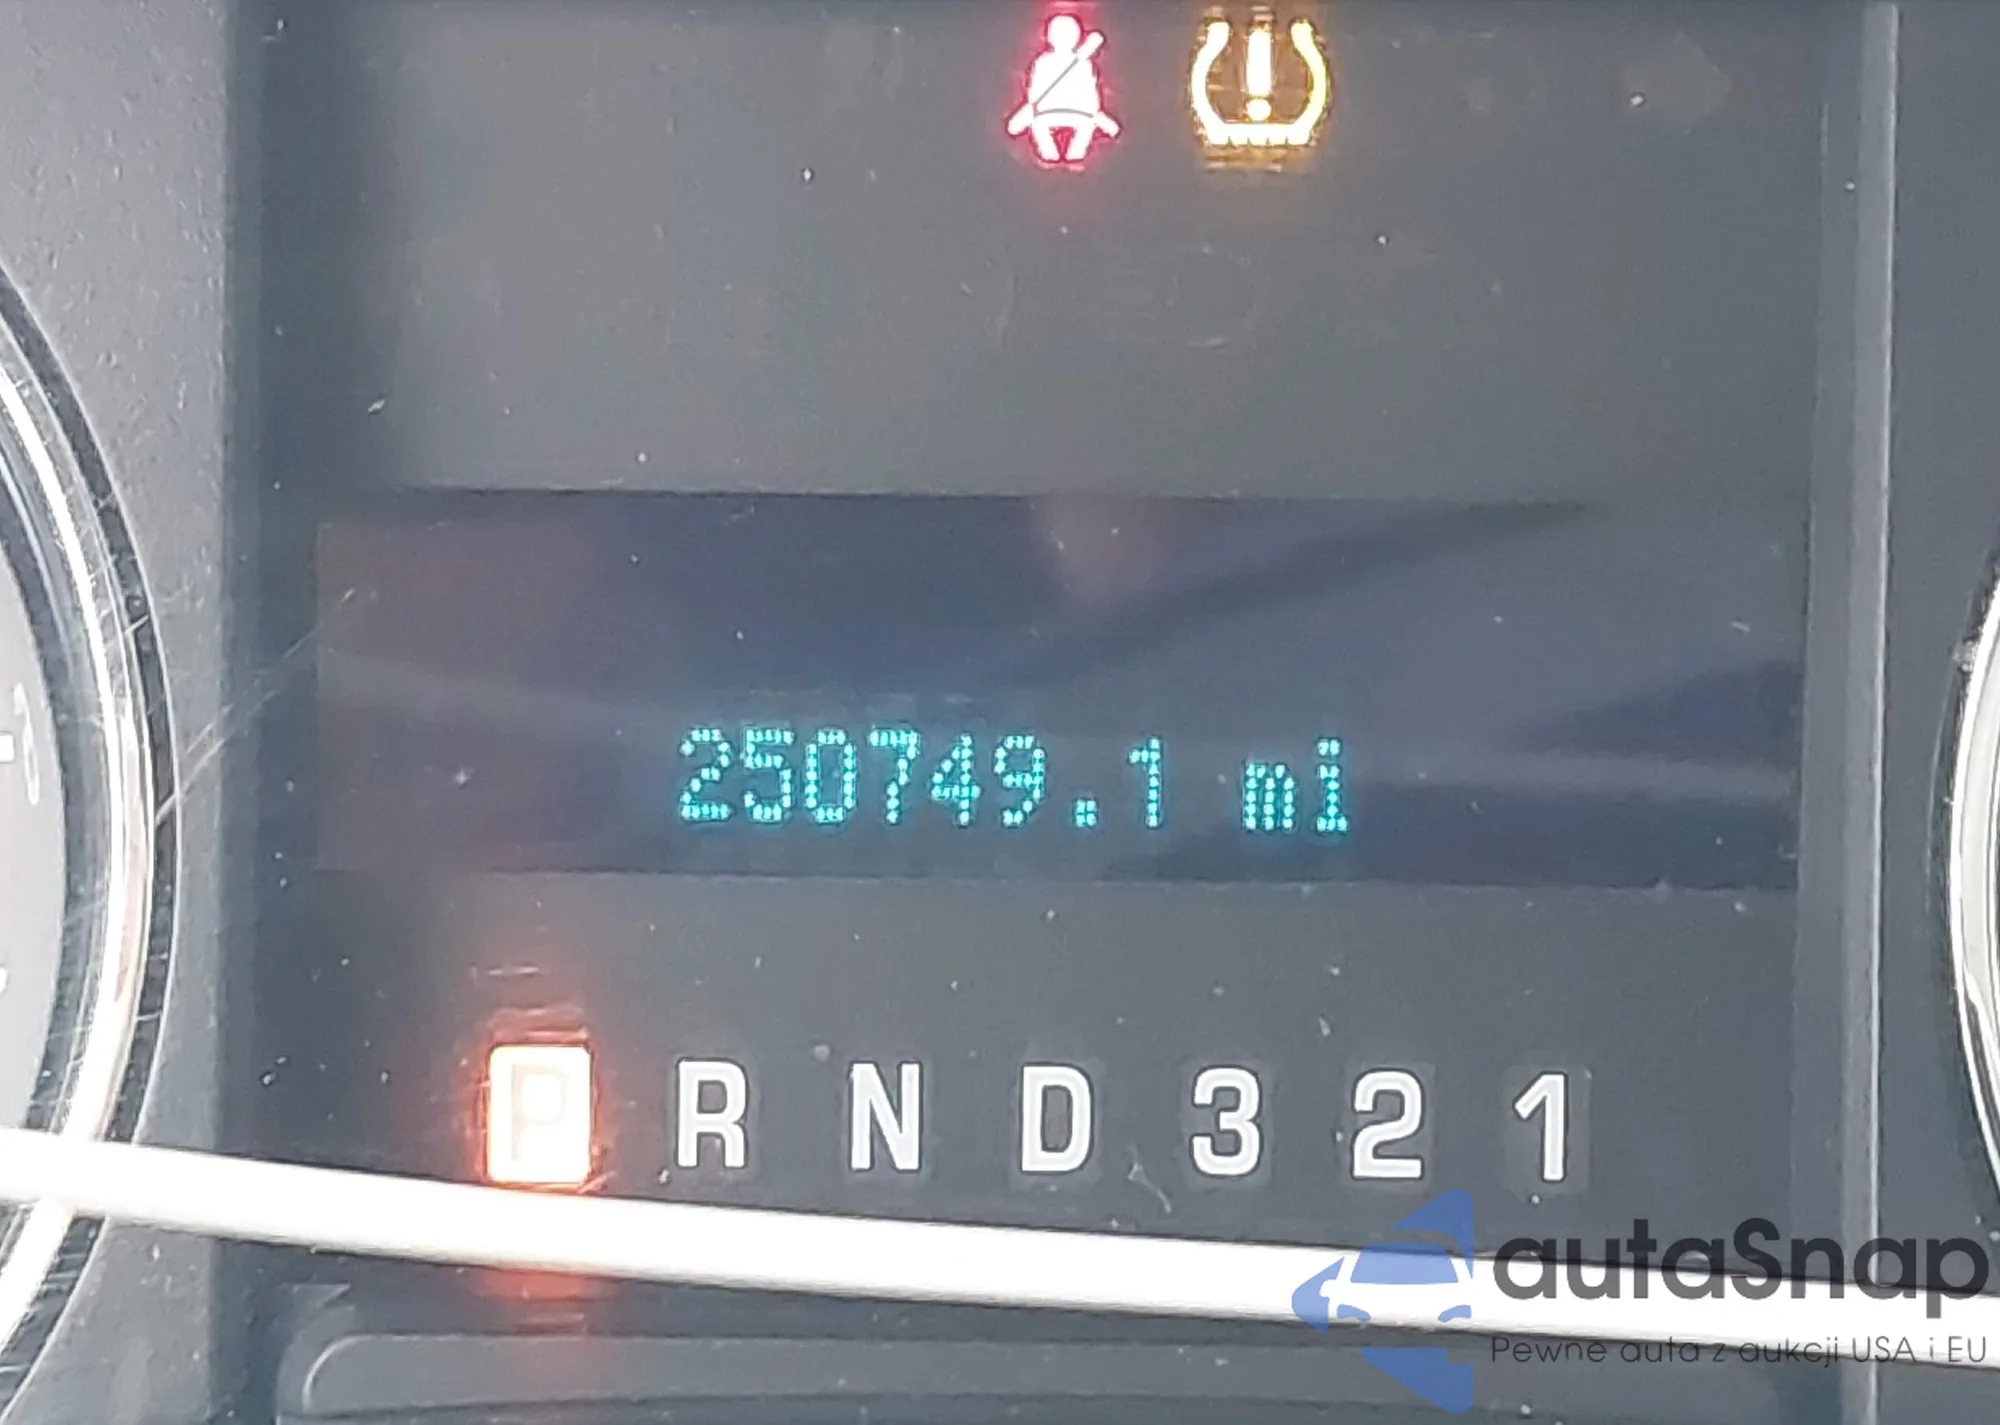 250749.1 mi
P R N D 3 2 1
autaSnap
Pewne auta z aukcji USA i EU